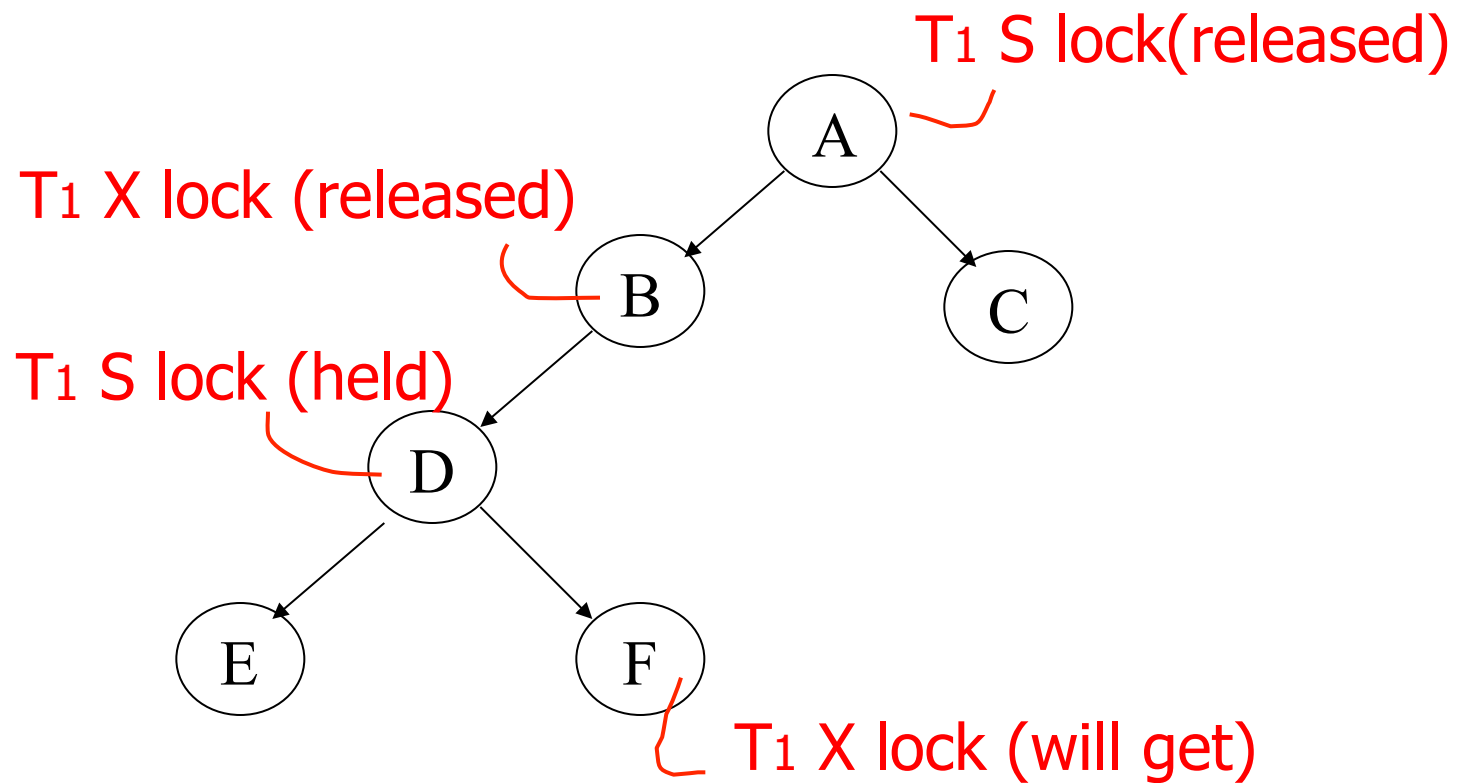 T1 S lock(released)
A
T1 X lock (released)
B
C
T1 S lock (held)
D
E
F
T1 X lock (will get)